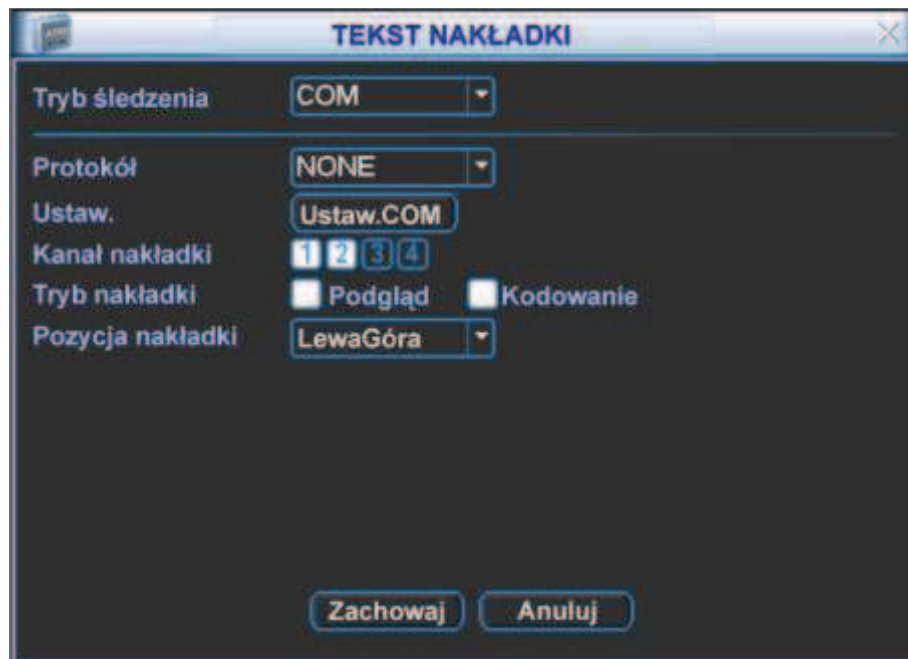 TEKST NAKŁADKI
Tryb śledzenia COM
Protokół NONE
Ustaw. Ustaw.COM
Kanał nakładki 1 2 3 4
Tryb nakładki Podgląd Kodowanie
Pozycja nakładki LewaGóra
Zachowaj Anuluj